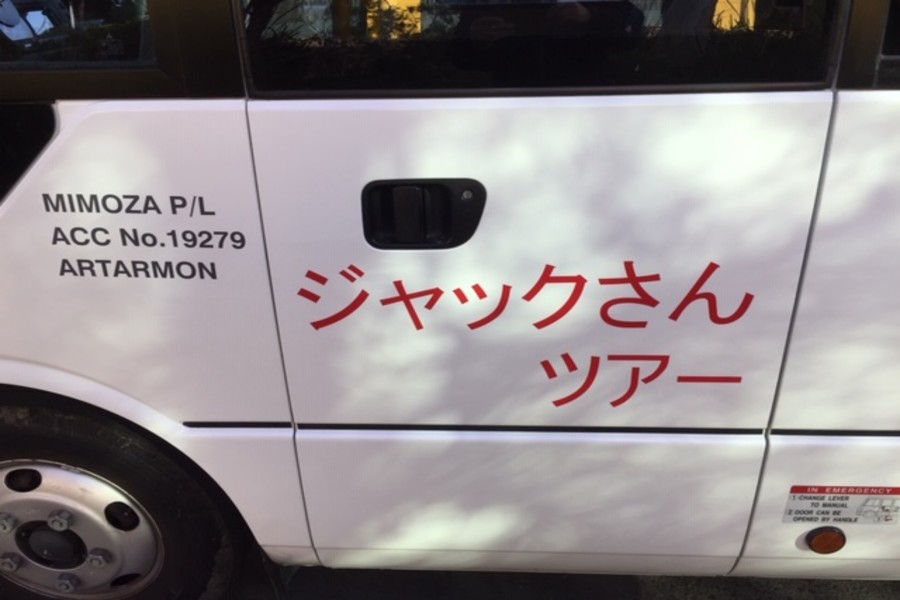 MIMOZA P/L
ACC No.19279
ARTARMON
ジャックさん
ツアー
IN EMERGENCY
1 CHANGE LEVER
TO MANUAL
2 DOOR CAN BE
OPENED BY HANDLE